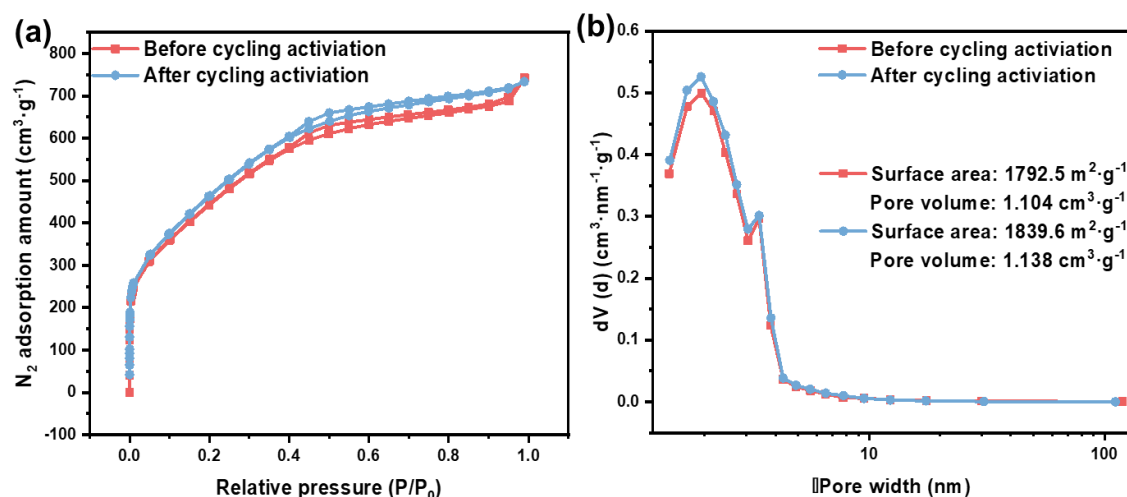 (a)
Before cycling activiation
After cycling activiation
800
700
600
500
400
300
200
100
0
-100
N₂ adsorption amount (cm³·g⁻¹)
0.0 0.2 0.4 0.6 0.8 1.0
Relative pressure (P/P₀)
(b)
Before cycling activiation
After cycling activiation
Surface area: 1792.5 m²·g⁻¹
Pore volume: 1.104 cm³·g⁻¹
Surface area: 1839.6 m²·g⁻¹
Pore volume: 1.138 cm³·g⁻¹
0.6
0.5
0.4
0.3
0.2
0.1
0.0
dV (d) (cm³·nm⁻¹·g⁻¹)
10 100
Pore width (nm)